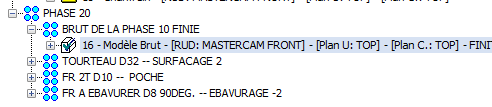 PHASE 20
BRUT DE LA PHASE 10 FINIE
16 - Modèle Brut - [RUD: MASTERCAM FRONT] - [Plan U: TOP] - [Plan C.: TOP] - FINI
TOURTEAU D32 -- SURFACAGE 2
FR 2T D10 -- POCHE
FR A EBAVURER D8 90DEG. -- EBAVURAGE -2